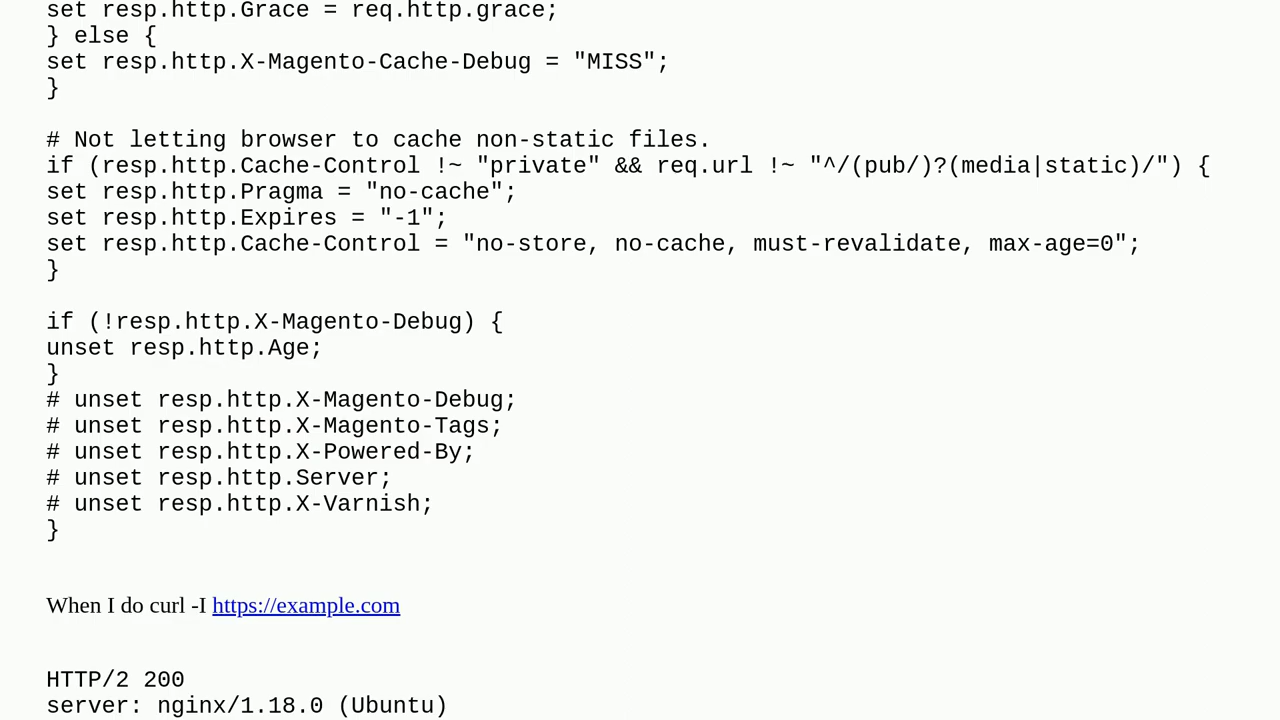 set resp.http.Grace = req.http.grace;
} else {
set resp.http.X-Magento-Cache-Debug = "MISS";
}
# Not letting browser to cache non-static files.
if (resp.http.Cache-Control !~ "private" && req.url !~ "^/(pub/)?(media|static)/") {
set resp.http.Pragma = "no-cache";
set resp.http.Expires = "-1";
set resp.http.Cache-Control = "no-store, no-cache, must-revalidate, max-age=0";
}
if (!resp.http.X-Magento-Debug) {
unset resp.http.Age;
}
# unset resp.http.X-Magento-Debug;
# unset resp.http.X-Magento-Tags;
# unset resp.http.X-Powered-By;
# unset resp.http.Server;
# unset resp.http.X-Varnish;
}
When I do curl -I https://example.com
HTTP/2 200
server: nginx/1.18.0 (Ubuntu)